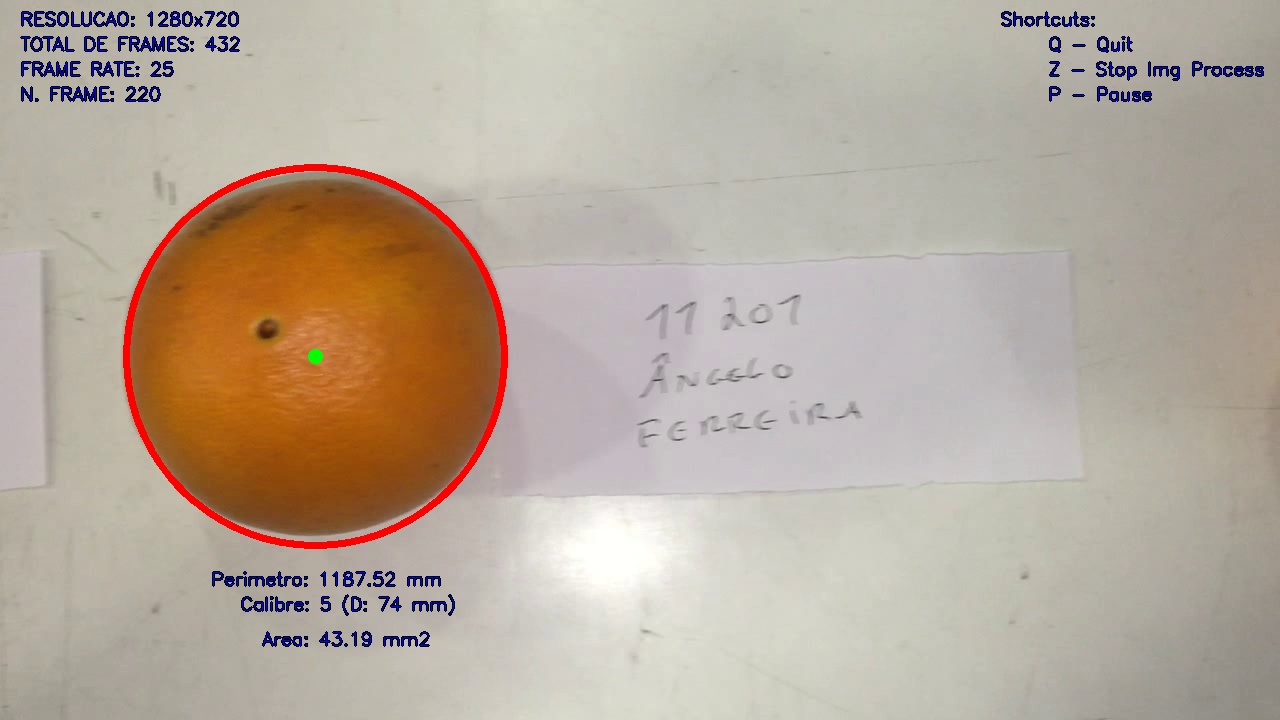 RESOLUCAO: 1280x720
TOTAL DE FRAMES: 432
FRAME RATE: 25
N. FRAME: 220
Shortcuts:
Q - Quit
Z - Stop Img Process
P - Pause
11 201
ÂNGELO
FERREIRA
Perimetro: 1187.52 mm
Calibre: 5 (D: 74 mm)
Area: 43.19 mm2